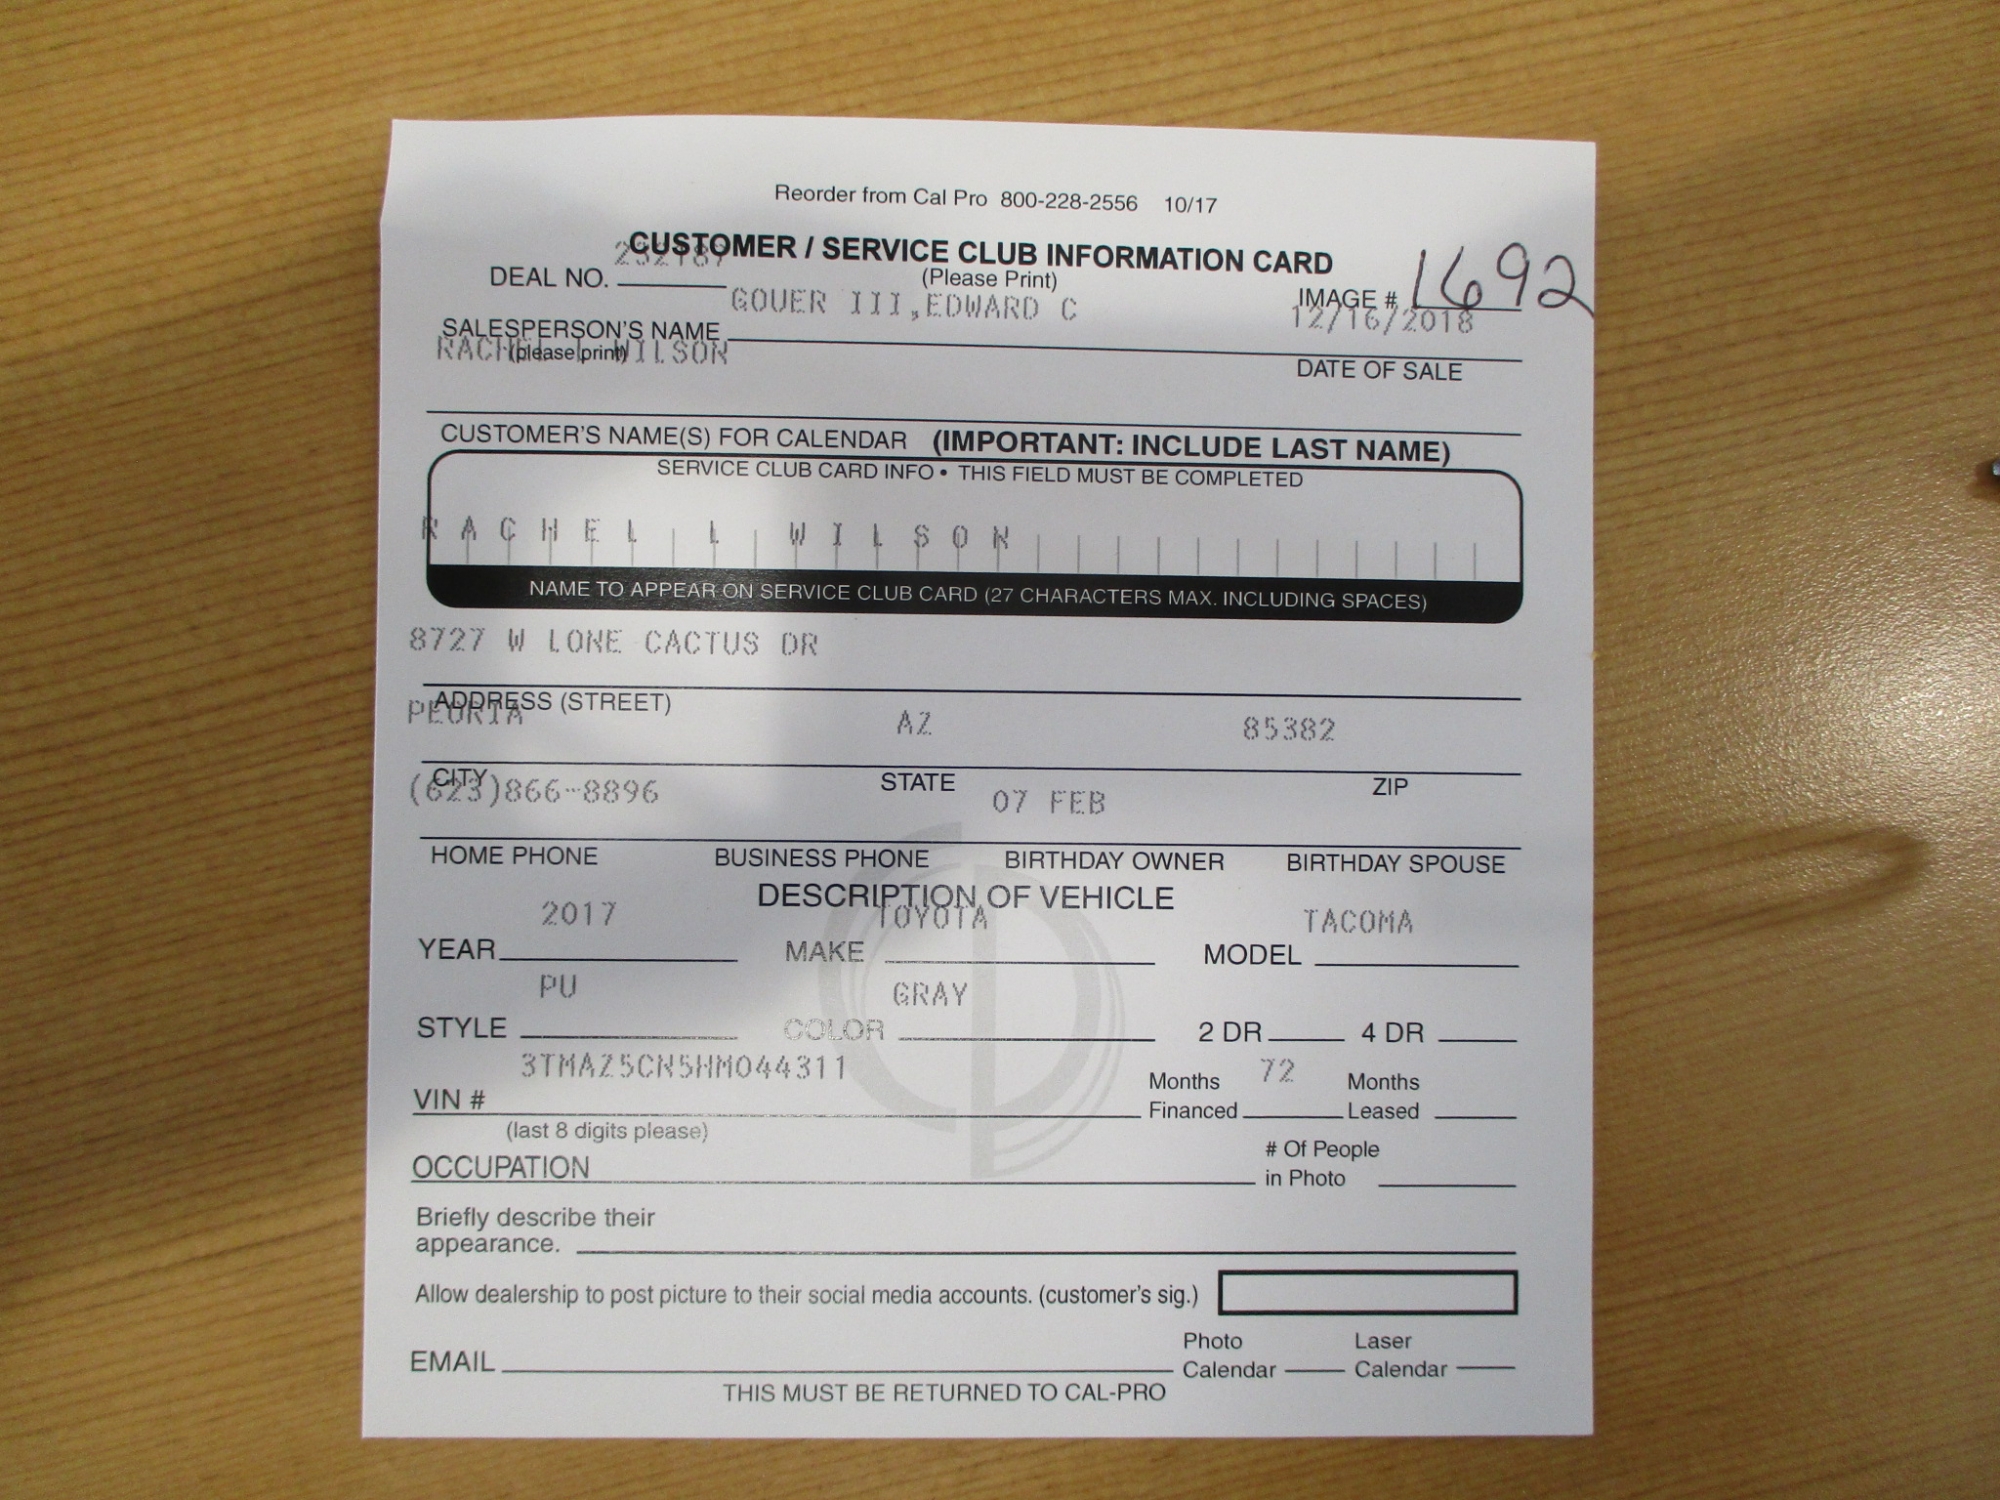 Reorder from Cal Pro 800-228-2556 10/17
CUSTOMER / SERVICE CLUB INFORMATION CARD
DEAL NO. 232187 (Please Print) IMAGE # 1692
GOUER III,EDWARD C 12/16/2018
SALESPERSON'S NAME
(please print) DATE OF SALE
RACHEL L WILSON
CUSTOMER'S NAME(S) FOR CALENDAR (IMPORTANT: INCLUDE LAST NAME)
SERVICE CLUB CARD INFO • THIS FIELD MUST BE COMPLETED
RACHEL L WILSON
NAME TO APPEAR ON SERVICE CLUB CARD (27 CHARACTERS MAX. INCLUDING SPACES)
8727 W LONE CACTUS DR
ADDRESS (STREET)
PEORIA AZ 85382
CITY STATE ZIP
(623)866-8896 07 FEB
HOME PHONE BUSINESS PHONE BIRTHDAY OWNER BIRTHDAY SPOUSE
DESCRIPTION OF VEHICLE
2017 TOYOTA TACOMA
YEAR MAKE MODEL
PU GRAY
STYLE COLOR 2 DR 4 DR
3TMAZ5CN5HM044311 72
VIN # Months Financed Months Leased
(last 8 digits please)
OCCUPATION # Of People in Photo
Briefly describe their
appearance.
Allow dealership to post picture to their social media accounts. (customer's sig.)
EMAIL Photo Calendar Laser Calendar
THIS MUST BE RETURNED TO CAL-PRO